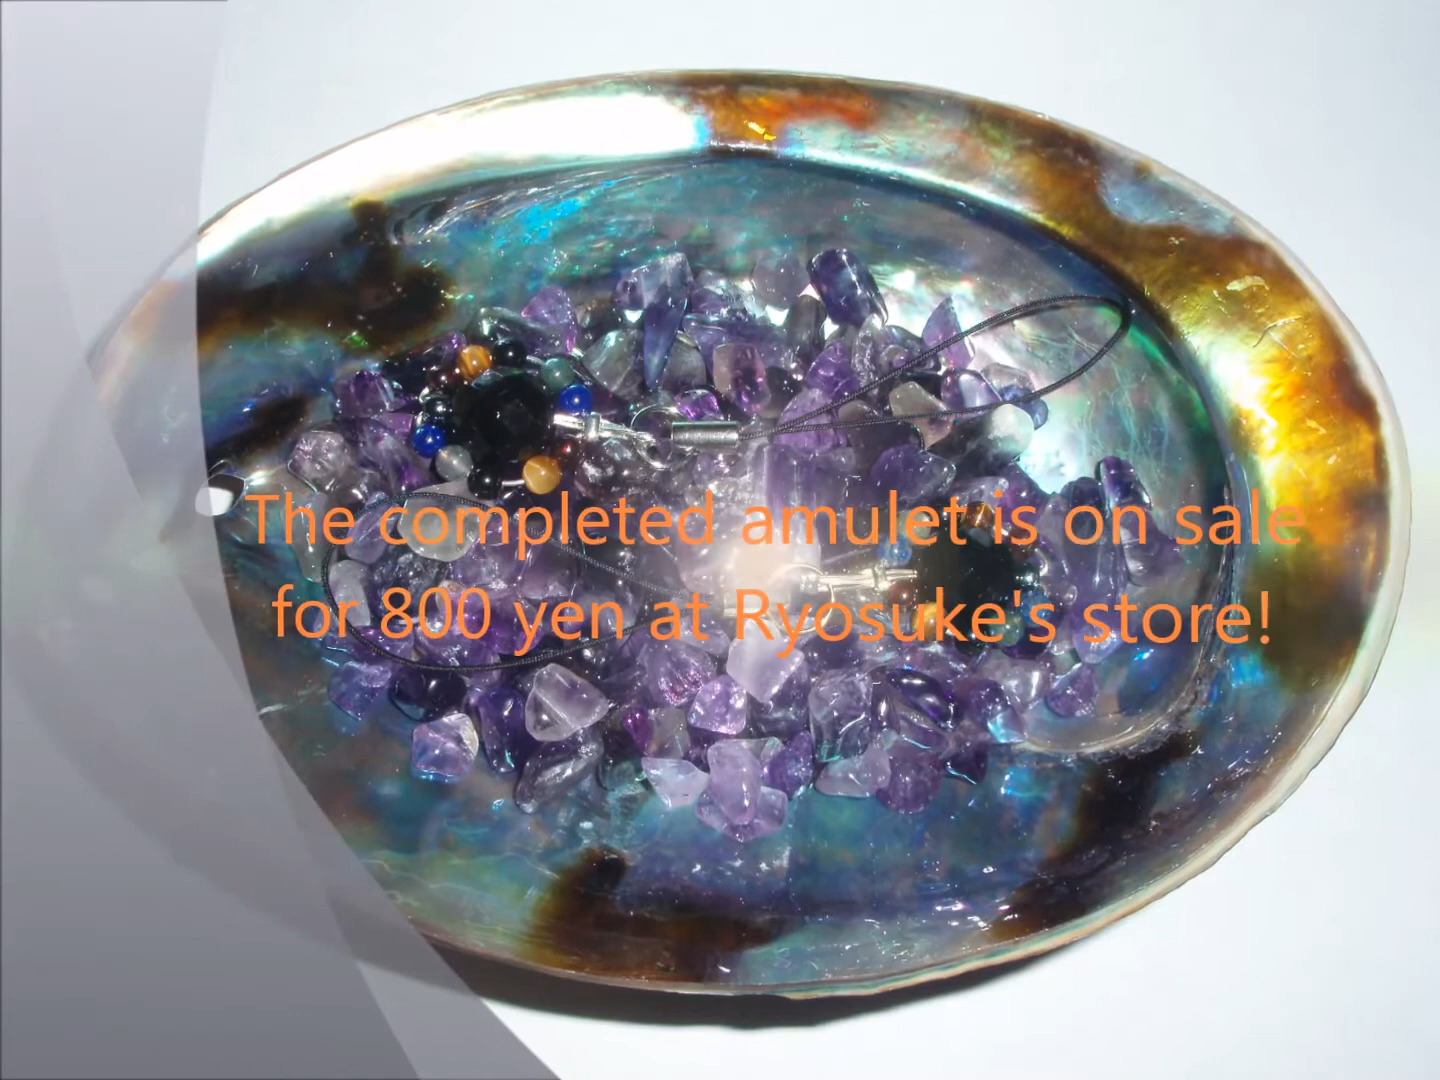 The completed amulet is on sale
for 800 yen at Ryosuke's store!